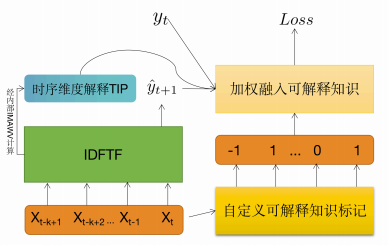 y_t
Loss
时序维度解释TIP
ŷ_{t+1}
加权融入可解释知识
经内部IMAWV计算
IDFTF
-1 1 ... 0 1
X_{t-k+1} X_{t-k+2} ... X_{t-1} X_t
自定义可解释知识标记